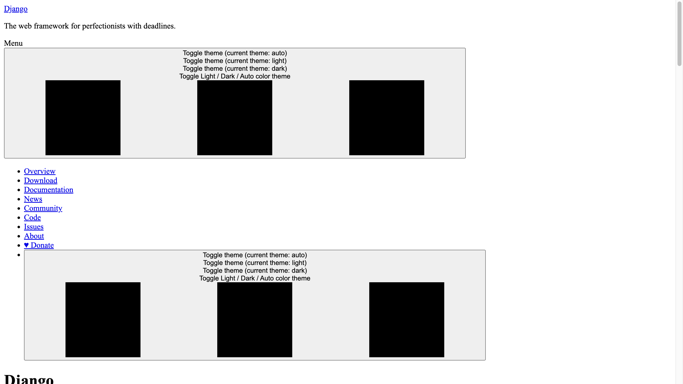 Django
The web framework for perfectionists with deadlines.
Menu
Toggle theme (current theme: auto)
Toggle theme (current theme: light)
Toggle theme (current theme: dark)
Toggle Light / Dark / Auto color theme
Overview
Download
Documentation
News
Community
Code
Issues
About
♥ Donate
Toggle theme (current theme: auto)
Toggle theme (current theme: light)
Toggle theme (current theme: dark)
Toggle Light / Dark / Auto color theme
Django